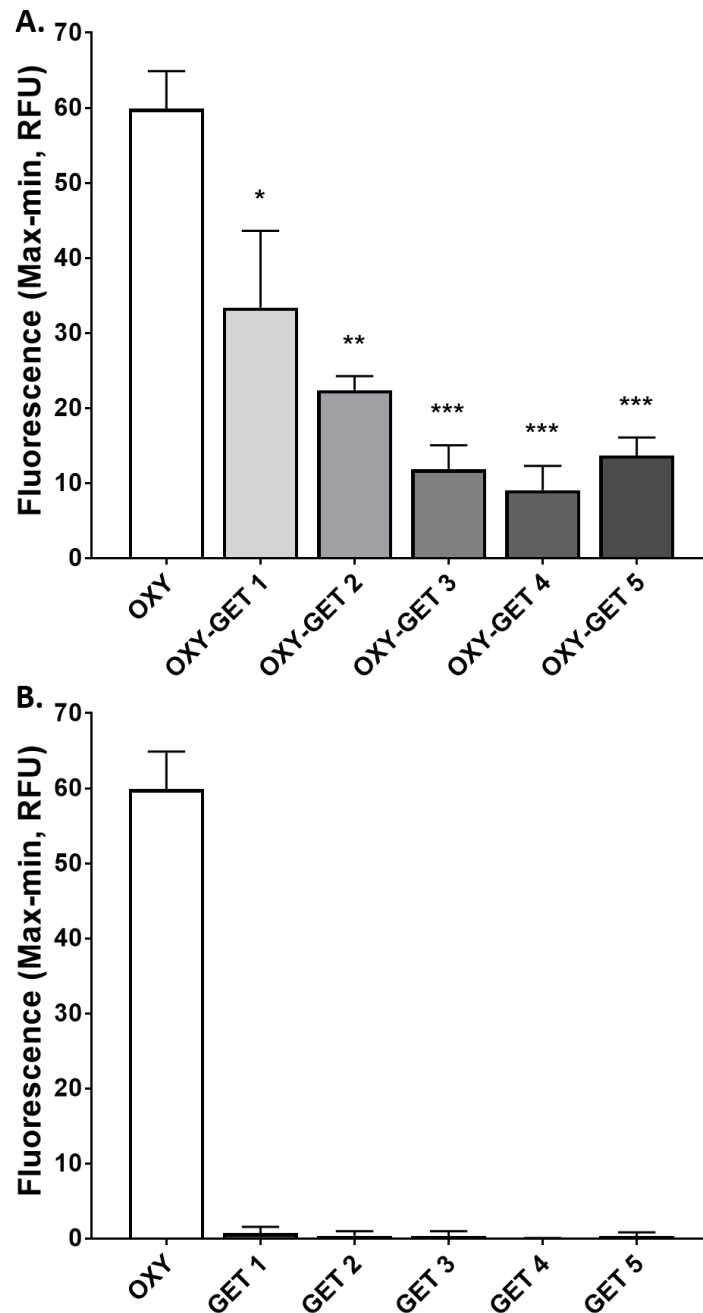 A.
Fluorescence (Max-min, RFU)
70
60
50
40
30
20
10
0
*
**
***
***
***
OXY
OXY-GET 1
OXY-GET 2
OXY-GET 3
OXY-GET 4
OXY-GET 5
B.
Fluorescence (Max-min, RFU)
70
60
50
40
30
20
10
0
OXY
GET 1
GET 2
GET 3
GET 4
GET 5